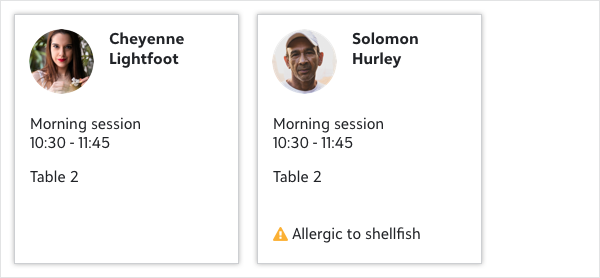 Cheyenne
Lightfoot
Morning session
10:30 - 11:45
Table 2
Solomon
Hurley
Morning session
10:30 - 11:45
Table 2
Allergic to shellfish